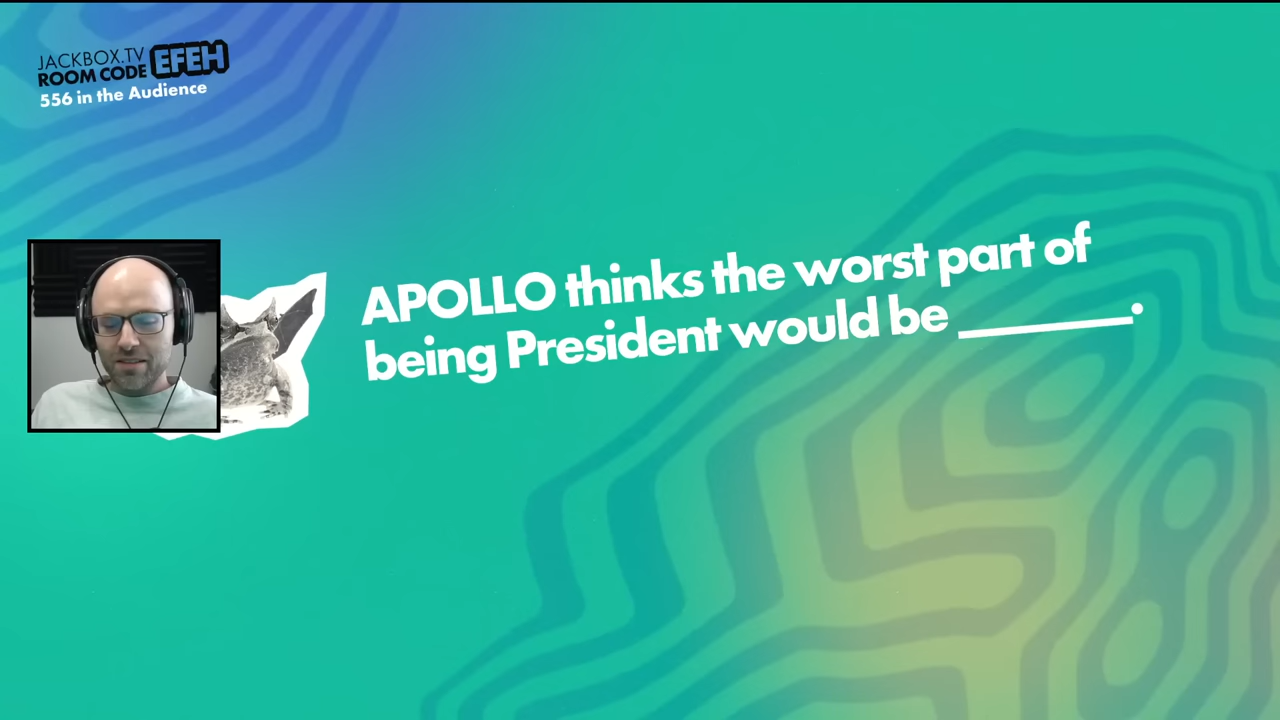 JACKBOX.TV
ROOM CODE EFEH
556 in the Audience
APOLLO thinks the worst part of
being President would be ______.